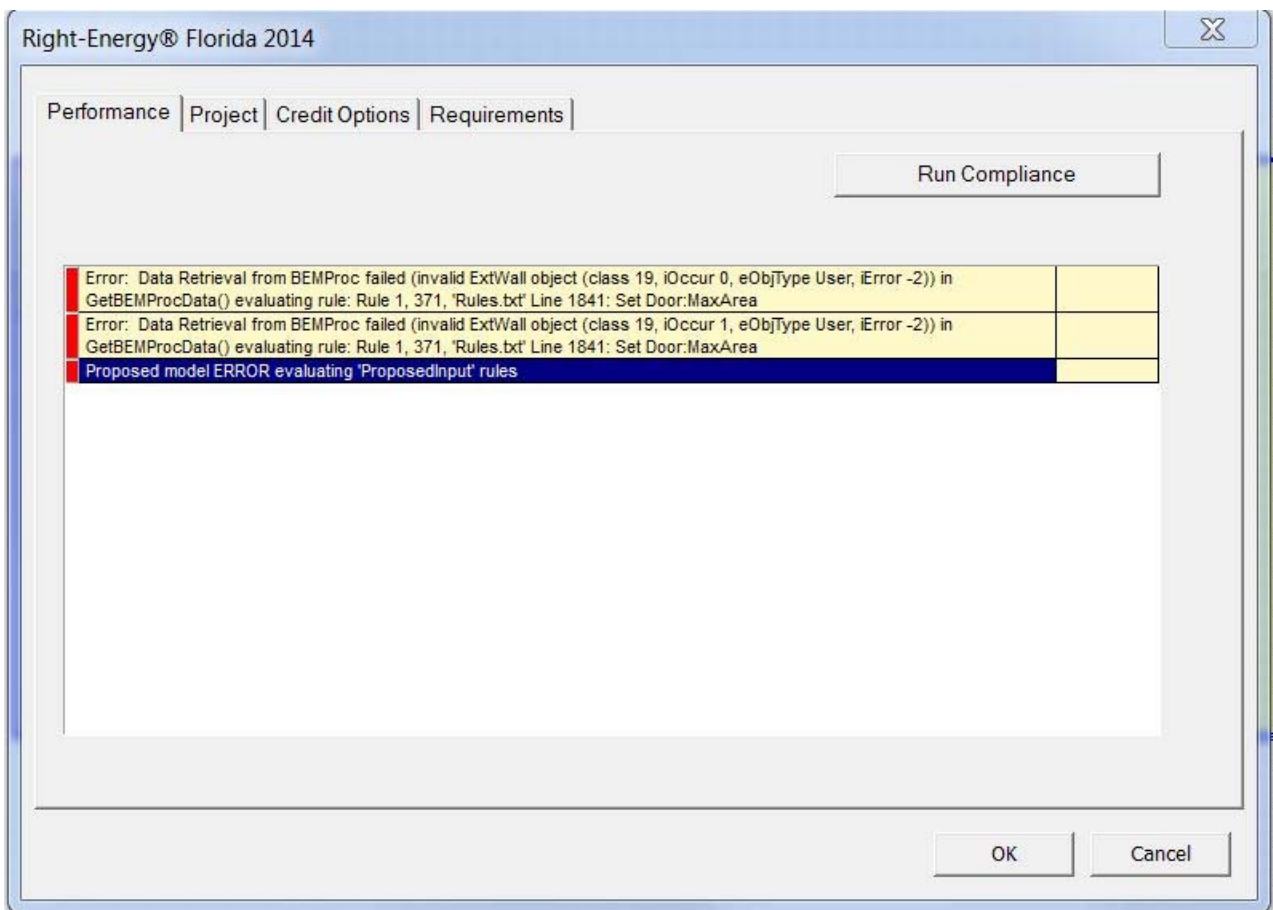 Right-Energy® Florida 2014
Performance Project Credit Options Requirements
Run Compliance
Error: Data Retrieval from BEMProc failed (invalid ExtWall object (class 19, iOccur 0, eObjType User, iError -2)) in
GetBEMProcData() evaluating rule: Rule 1, 371, 'Rules.txt' Line 1841: Set Door:MaxArea
Error: Data Retrieval from BEMProc failed (invalid ExtWall object (class 19, iOccur 1, eObjType User, iError -2)) in
GetBEMProcData() evaluating rule: Rule 1, 371, 'Rules.txt' Line 1841: Set Door:MaxArea
Proposed model ERROR evaluating 'ProposedInput' rules
OK Cancel